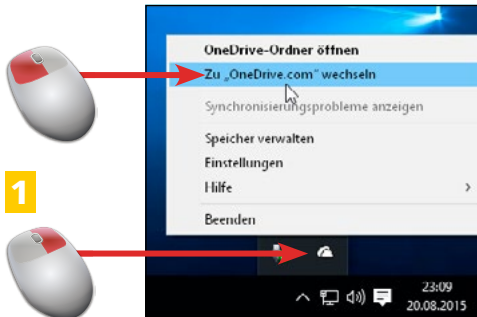 OneDrive-Ordner öffnen
Zu „OneDrive.com“ wechseln
Synchronisierungsprobleme anzeigen
Speicher verwalten
Einstellungen
Hilfe
1
Beenden
23:09
20.08.2015